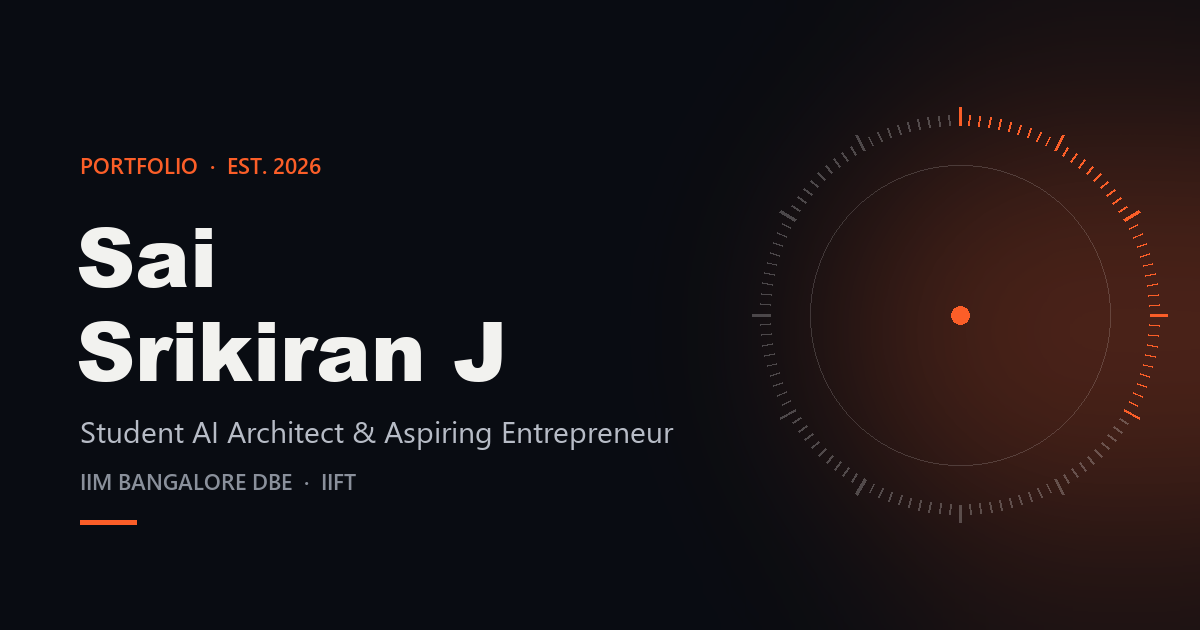 PORTFOLIO · EST. 2026
Sai
Srikiran J
Student AI Architect & Aspiring Entrepreneur
IIM BANGALORE DBE · IIFT